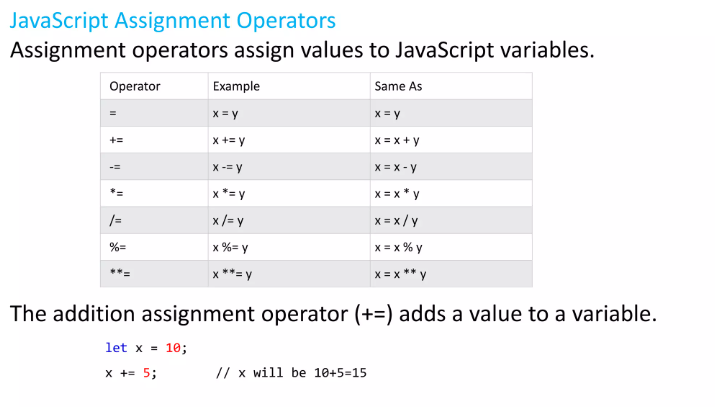 JavaScript Assignment Operators
Assignment operators assign values to JavaScript variables.
Operator Example Same As
= x = y x = y
+= x += y x = x + y
-= x -= y x = x - y
*= x *= y x = x * y
/= x /= y x = x / y
%= x %= y x = x % y
**= x **= y x = x ** y
The addition assignment operator (+=) adds a value to a variable.
let x = 10;
x += 5; // x will be 10+5=15